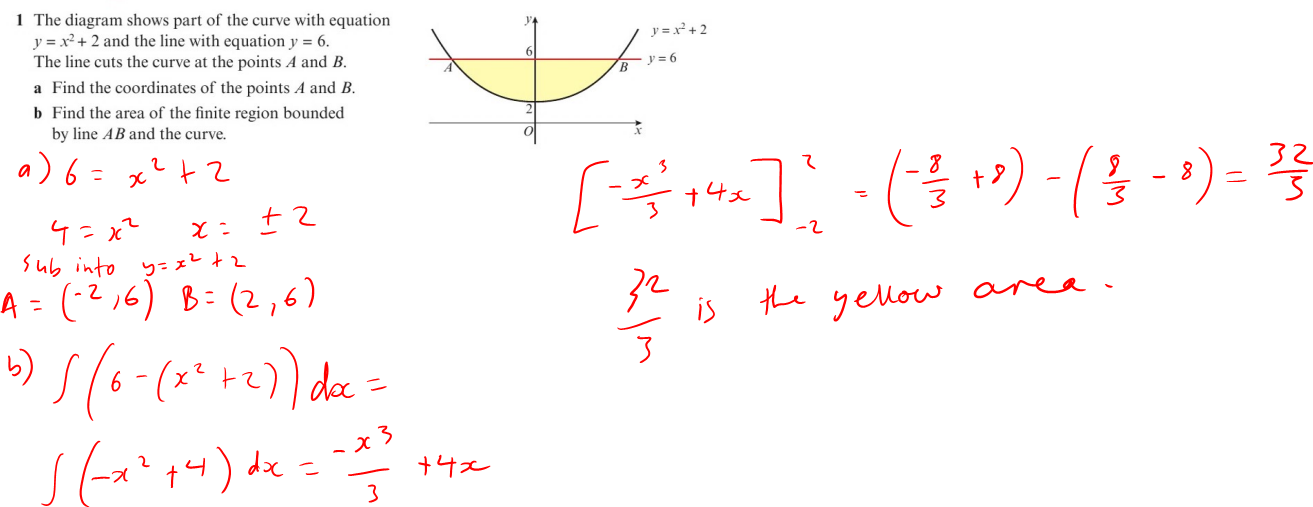 1 The diagram shows part of the curve with equation
y = x² + 2 and the line with equation y = 6.
The line cuts the curve at the points A and B.
a Find the coordinates of the points A and B.
b Find the area of the finite region bounded
by line AB and the curve.
y
y = x² + 2
6
y = 6
A
B
2
O
x
a) 6 = x² + 2
4 = x² x = ± 2
sub into y = x² + 2
A = (-2, 6) B = (2, 6)
b) ∫(6 - (x² + 2)) dx =
∫(-x² + 4) dx = -x³/3 + 4x
[-x³/3 + 4x]²₋₂ = (-8/3 + 8) - (8/3 - 8) = 32/3
32/3 is the yellow area.